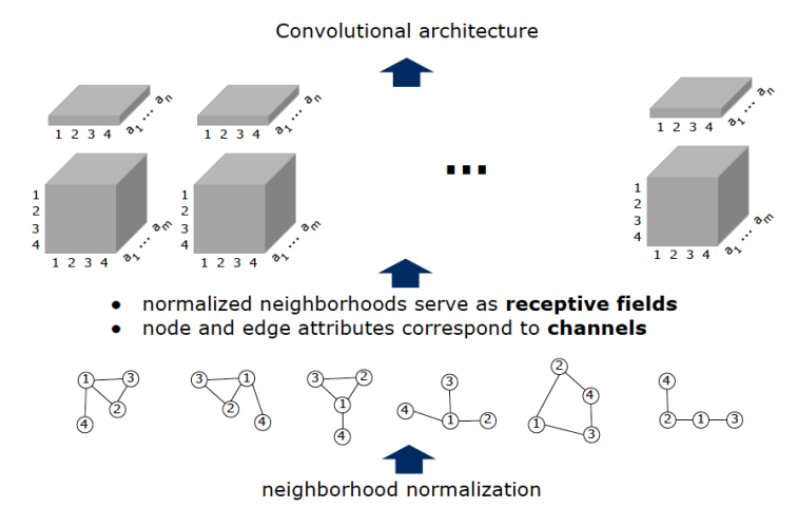 Convolutional architecture
1 2 3 4 a1 ... an
1 2 3 4 a1 ... an
1 2 3 4 a1 ... an
...
1
2
3
4
1 2 3 4 a1 ... am
1
2
3
4
1 2 3 4 a1 ... am
1
2
3
4
1 2 3 4 a1 ... am
• normalized neighborhoods serve as receptive fields
• node and edge attributes correspond to channels
1 3 2 4
3 1 2 4
3 2 1 4
3 4 1 2
2 4 1 3
4 2 1 3
neighborhood normalization